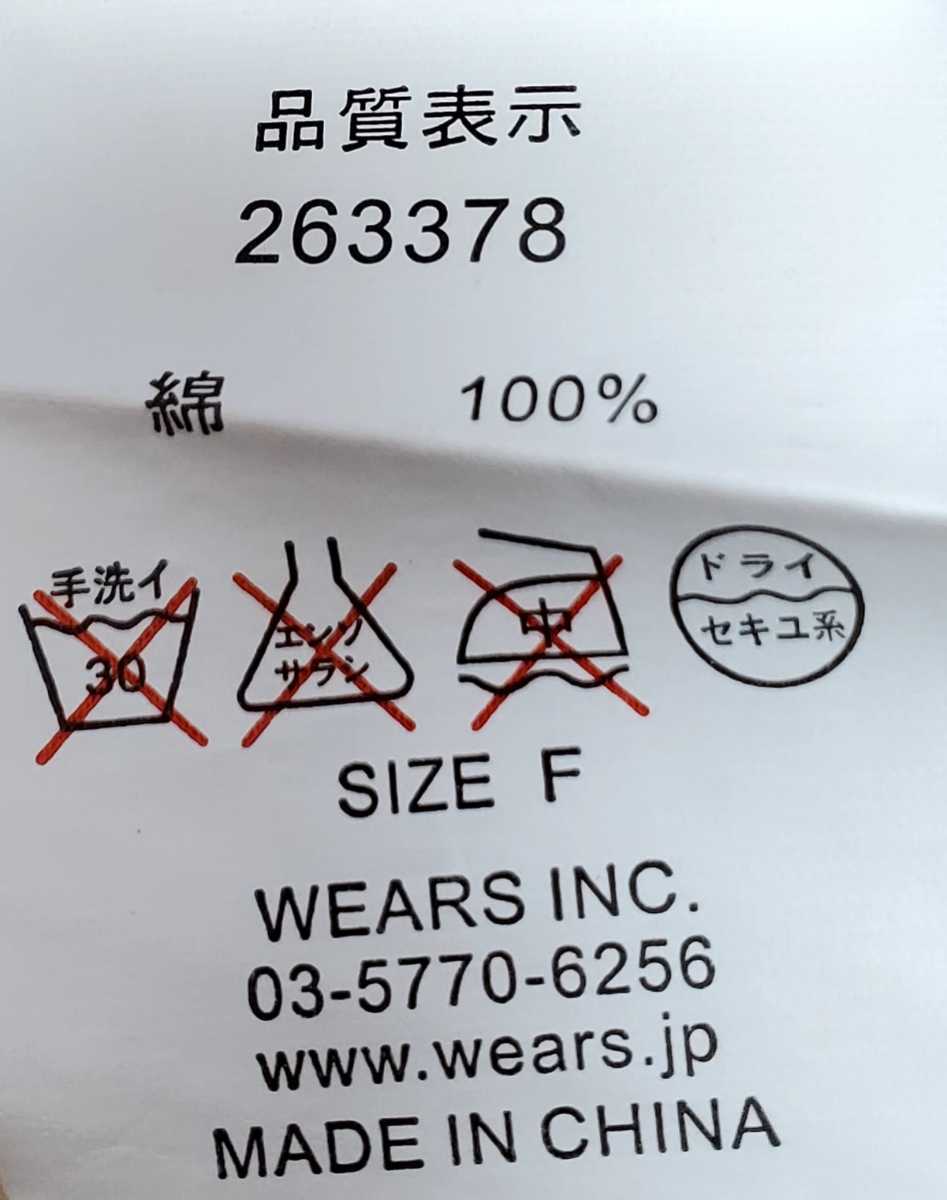 品質表示
263378
綿 100%
手洗イ
30
エンソ
サラシ
中
ドライ
セキユ系
SIZE F
WEARS INC.
03-5770-6256
www.wears.jp
MADE IN CHINA